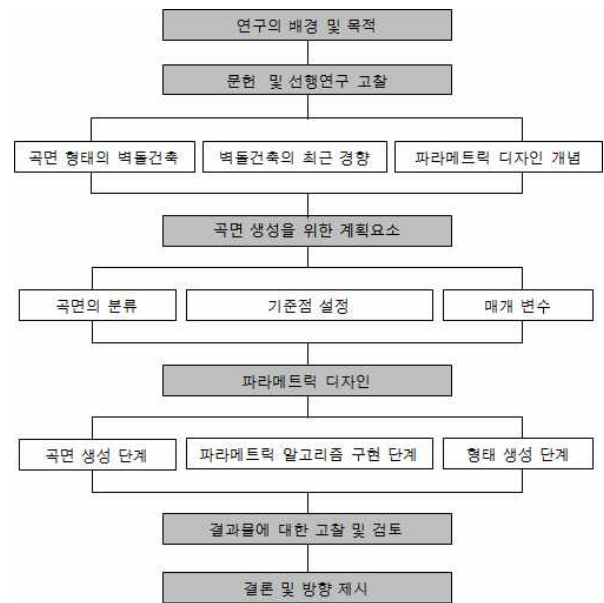 연구의 배경 및 목적
문헌 및 선행연구 고찰
곡면 형태의 벽돌건축
벽돌건축의 최근 경향
파라메트릭 디자인 개념
곡면 생성을 위한 계획요소
곡면의 분류
기준점 설정
매개 변수
파라메트릭 디자인
곡면 생성 단계
파라메트릭 알고리즘 구현 단계
형태 생성 단계
결과물에 대한 고찰 및 검토
결론 및 방향 제시